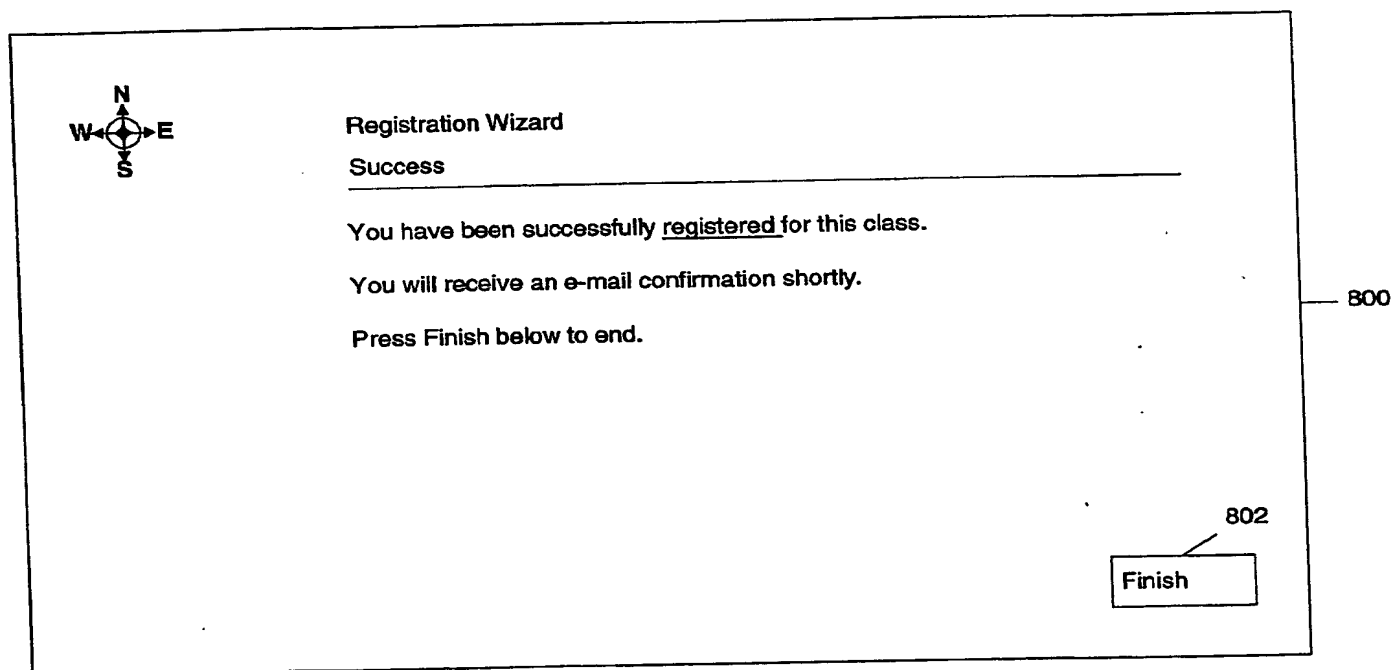 N
W E
S
Registration Wizard
Success
You have been successfully registered for this class.
You will receive an e-mail confirmation shortly.
Press Finish below to end.
800
802
Finish